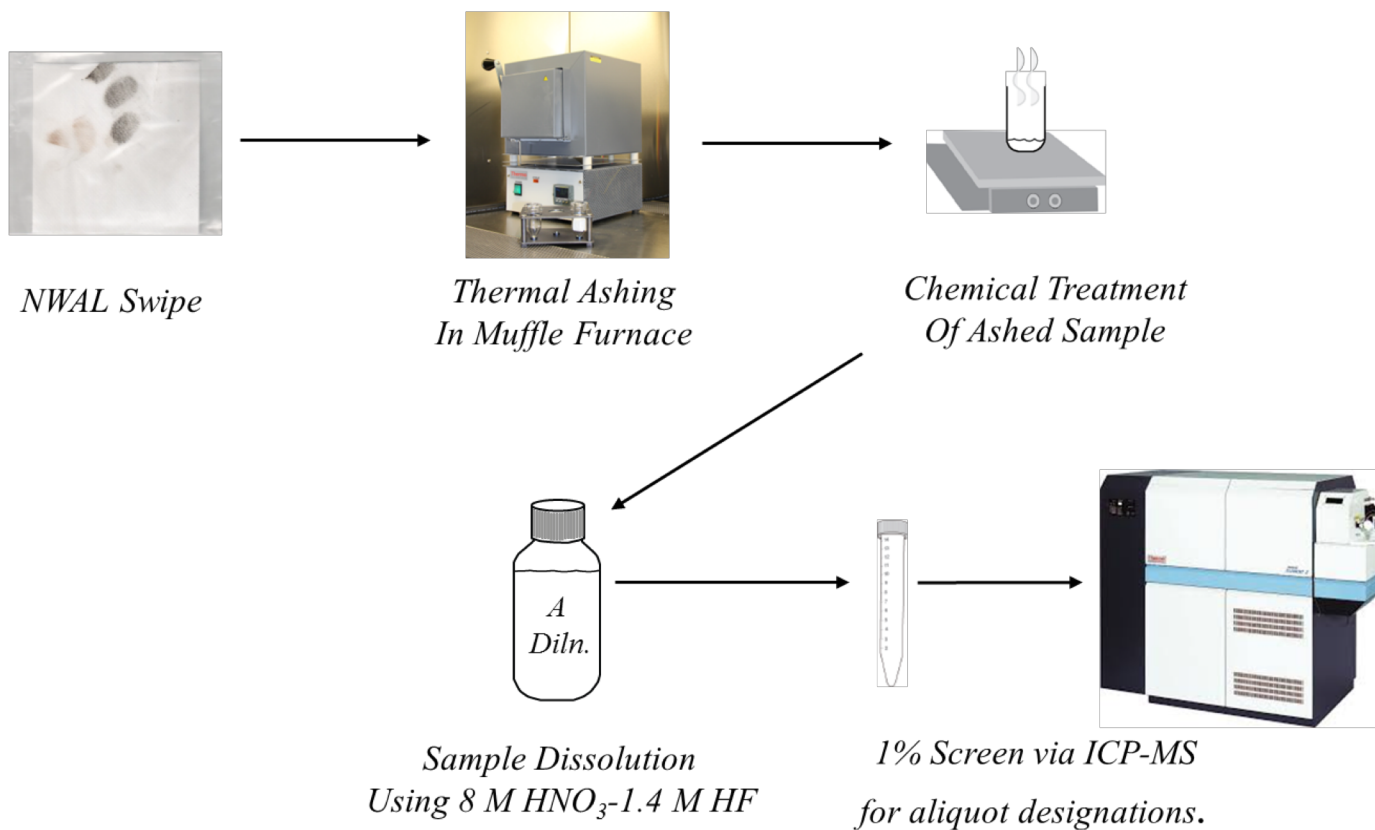 NWAL Swipe
Thermal Ashing
In Muffle Furnace
Chemical Treatment
Of Ashed Sample
A
Diln.
Sample Dissolution
Using 8 M HNO₃-1.4 M HF
1% Screen via ICP-MS
for aliquot designations.